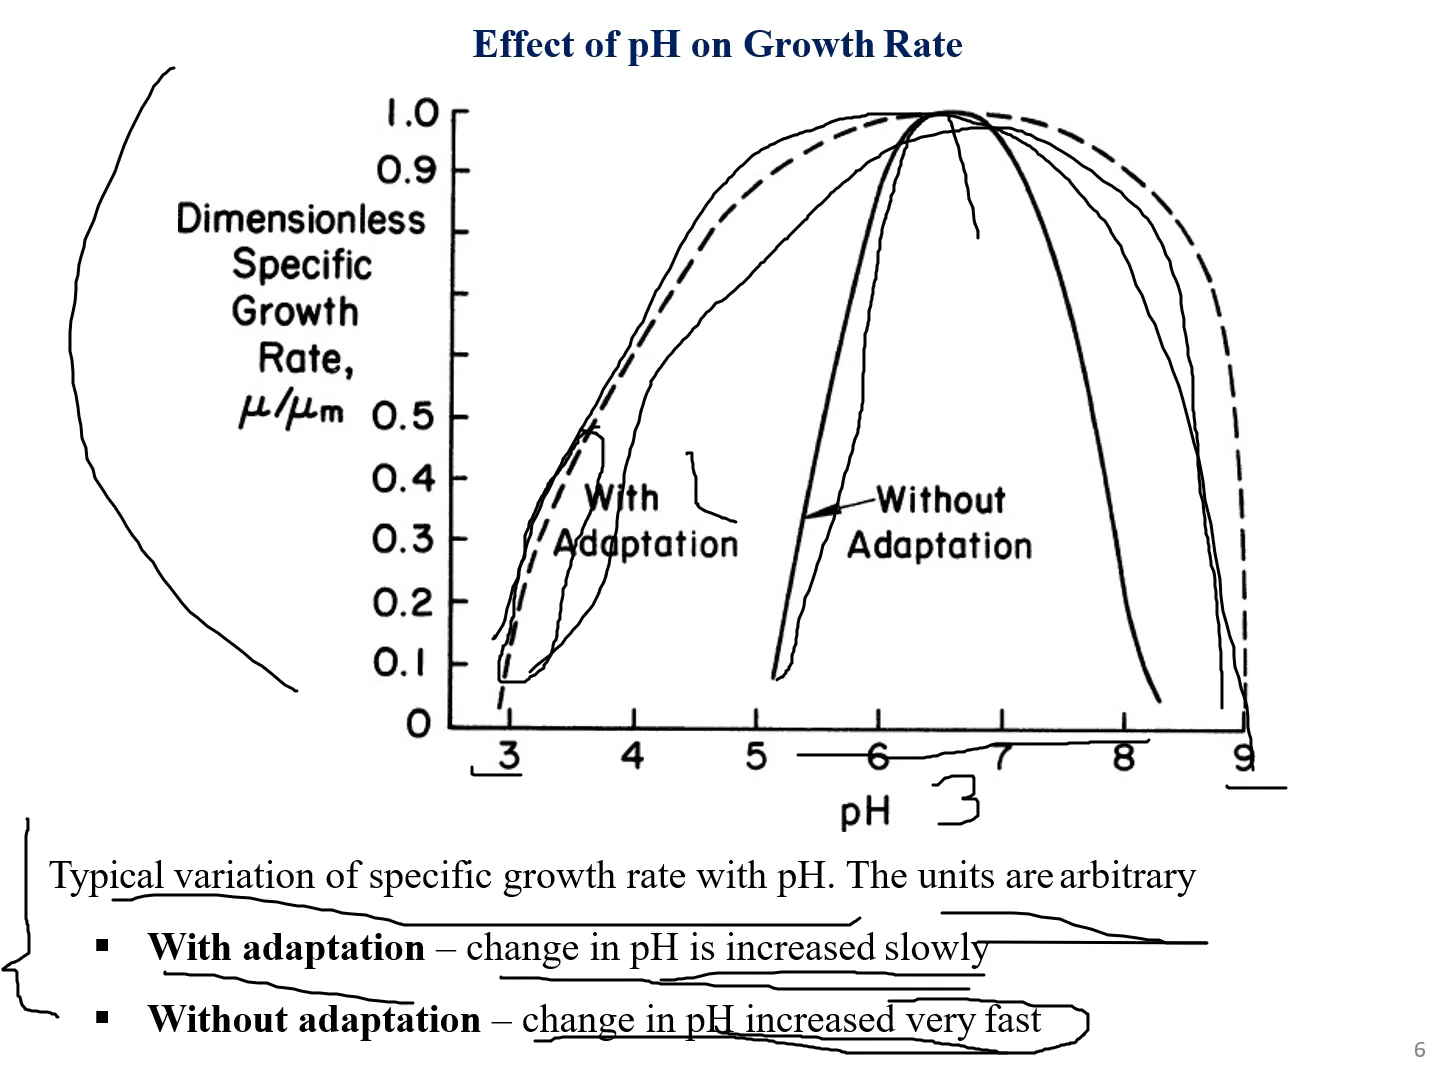 Effect of pH on Growth Rate
1.0
0.9
Dimensionless
Specific
Growth
Rate,
μ/μm 0.5
0.4
With Without
0.3 Adaptation Adaptation
0.2
0.1
0
3 4 5 6 7 8 9
pH 3
Typical variation of specific growth rate with pH. The units are arbitrary
▪ With adaptation – change in pH is increased slowly
▪ Without adaptation – change in pH increased very fast
6